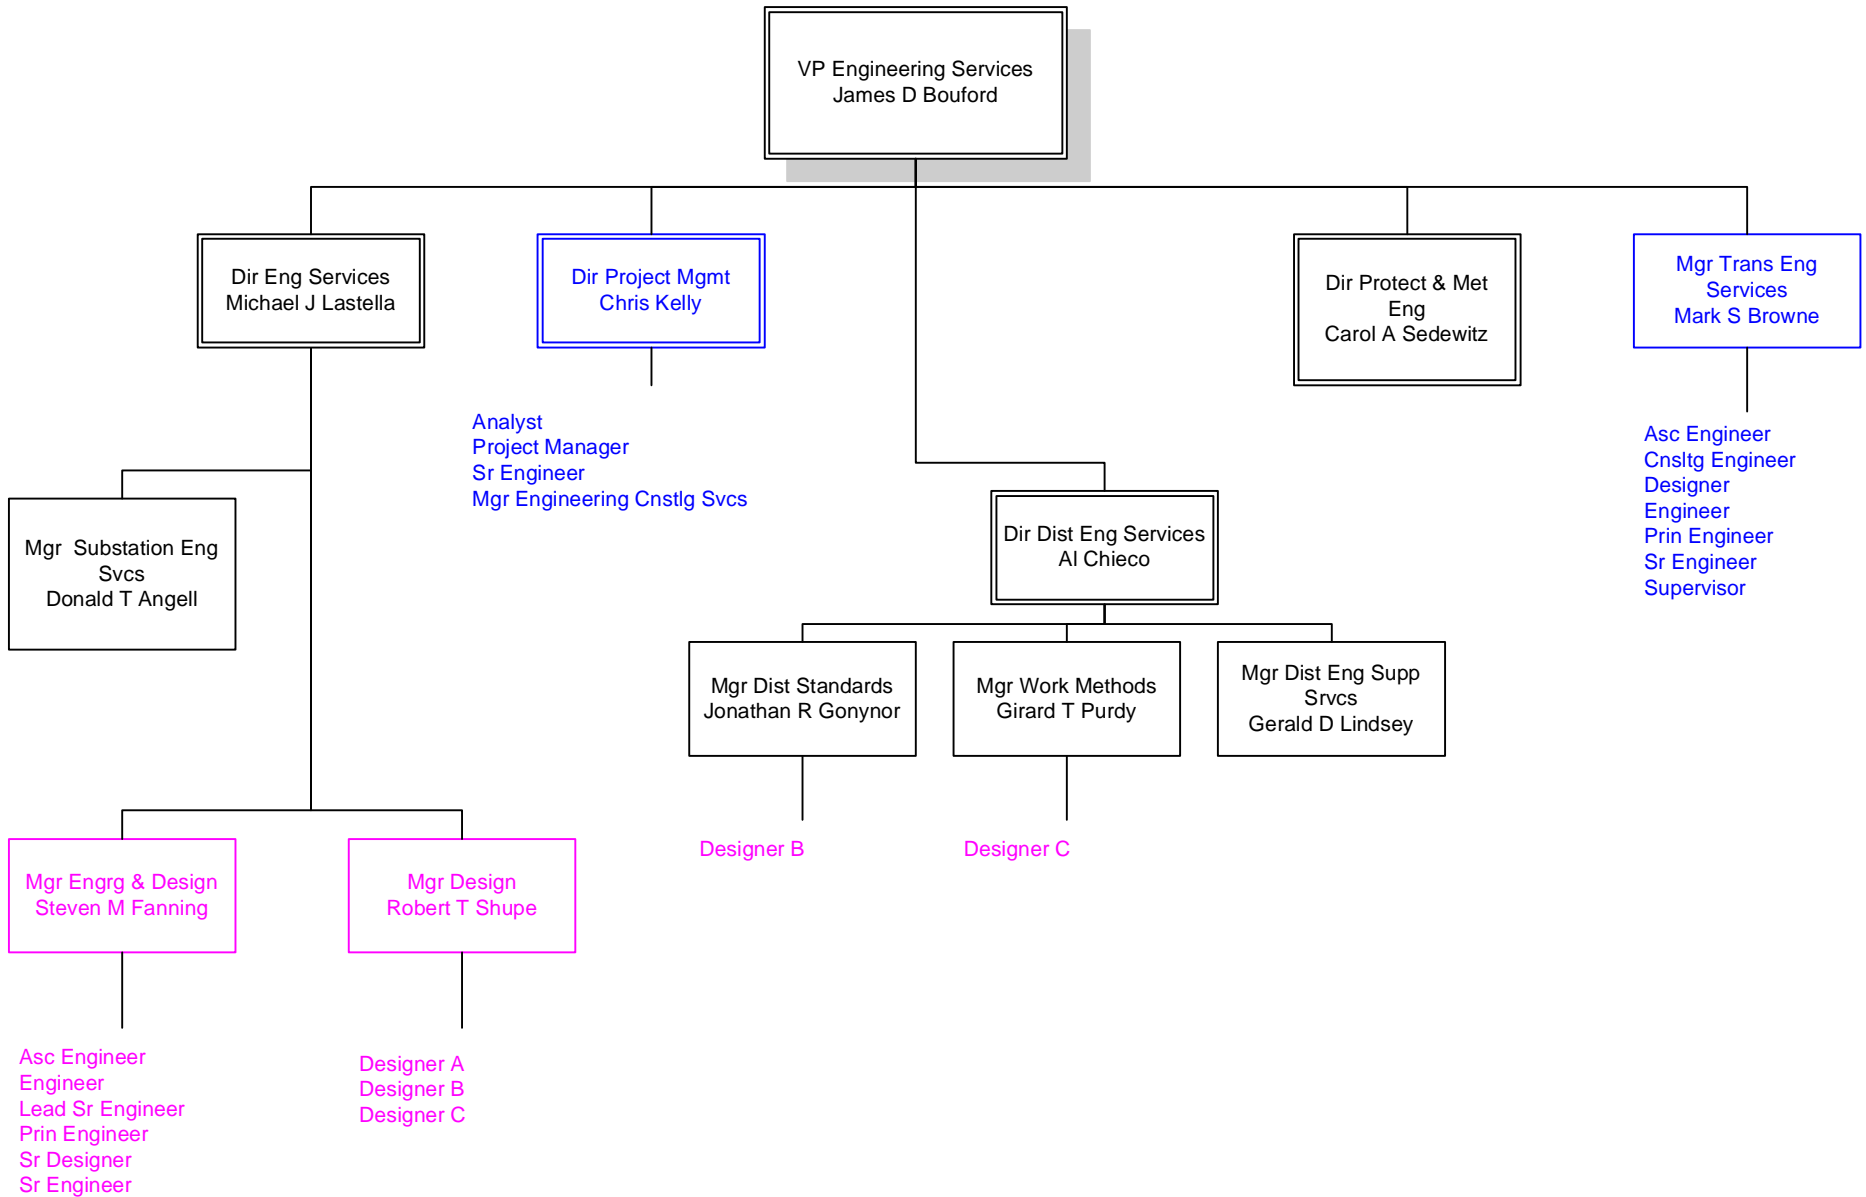 VP Engineering Services
James D Bouford
Dir Eng Services
Michael J Lastella
Dir Project Mgmt
Chris Kelly
Dir Protect & Met
Eng
Carol A Sedewitz
Mgr Trans Eng
Services
Mark S Browne
Analyst
Project Manager
Sr Engineer
Mgr Engineering Cnstlg Svcs
Asc Engineer
Cnsltg Engineer
Designer
Engineer
Prin Engineer
Sr Engineer
Supervisor
Mgr  Substation Eng
Svcs
Donald T Angell
Dir Dist Eng Services
Al Chieco
Mgr Dist Standards
Jonathan R Gonynor
Mgr Work Methods
Girard T Purdy
Mgr Dist Eng Supp
Srvcs
Gerald D Lindsey
Designer B
Designer C
Mgr Engrg & Design
Steven M Fanning
Mgr Design
Robert T Shupe
Asc Engineer
Engineer
Lead Sr Engineer
Prin Engineer
Sr Designer
Sr Engineer
Designer A
Designer B
Designer C